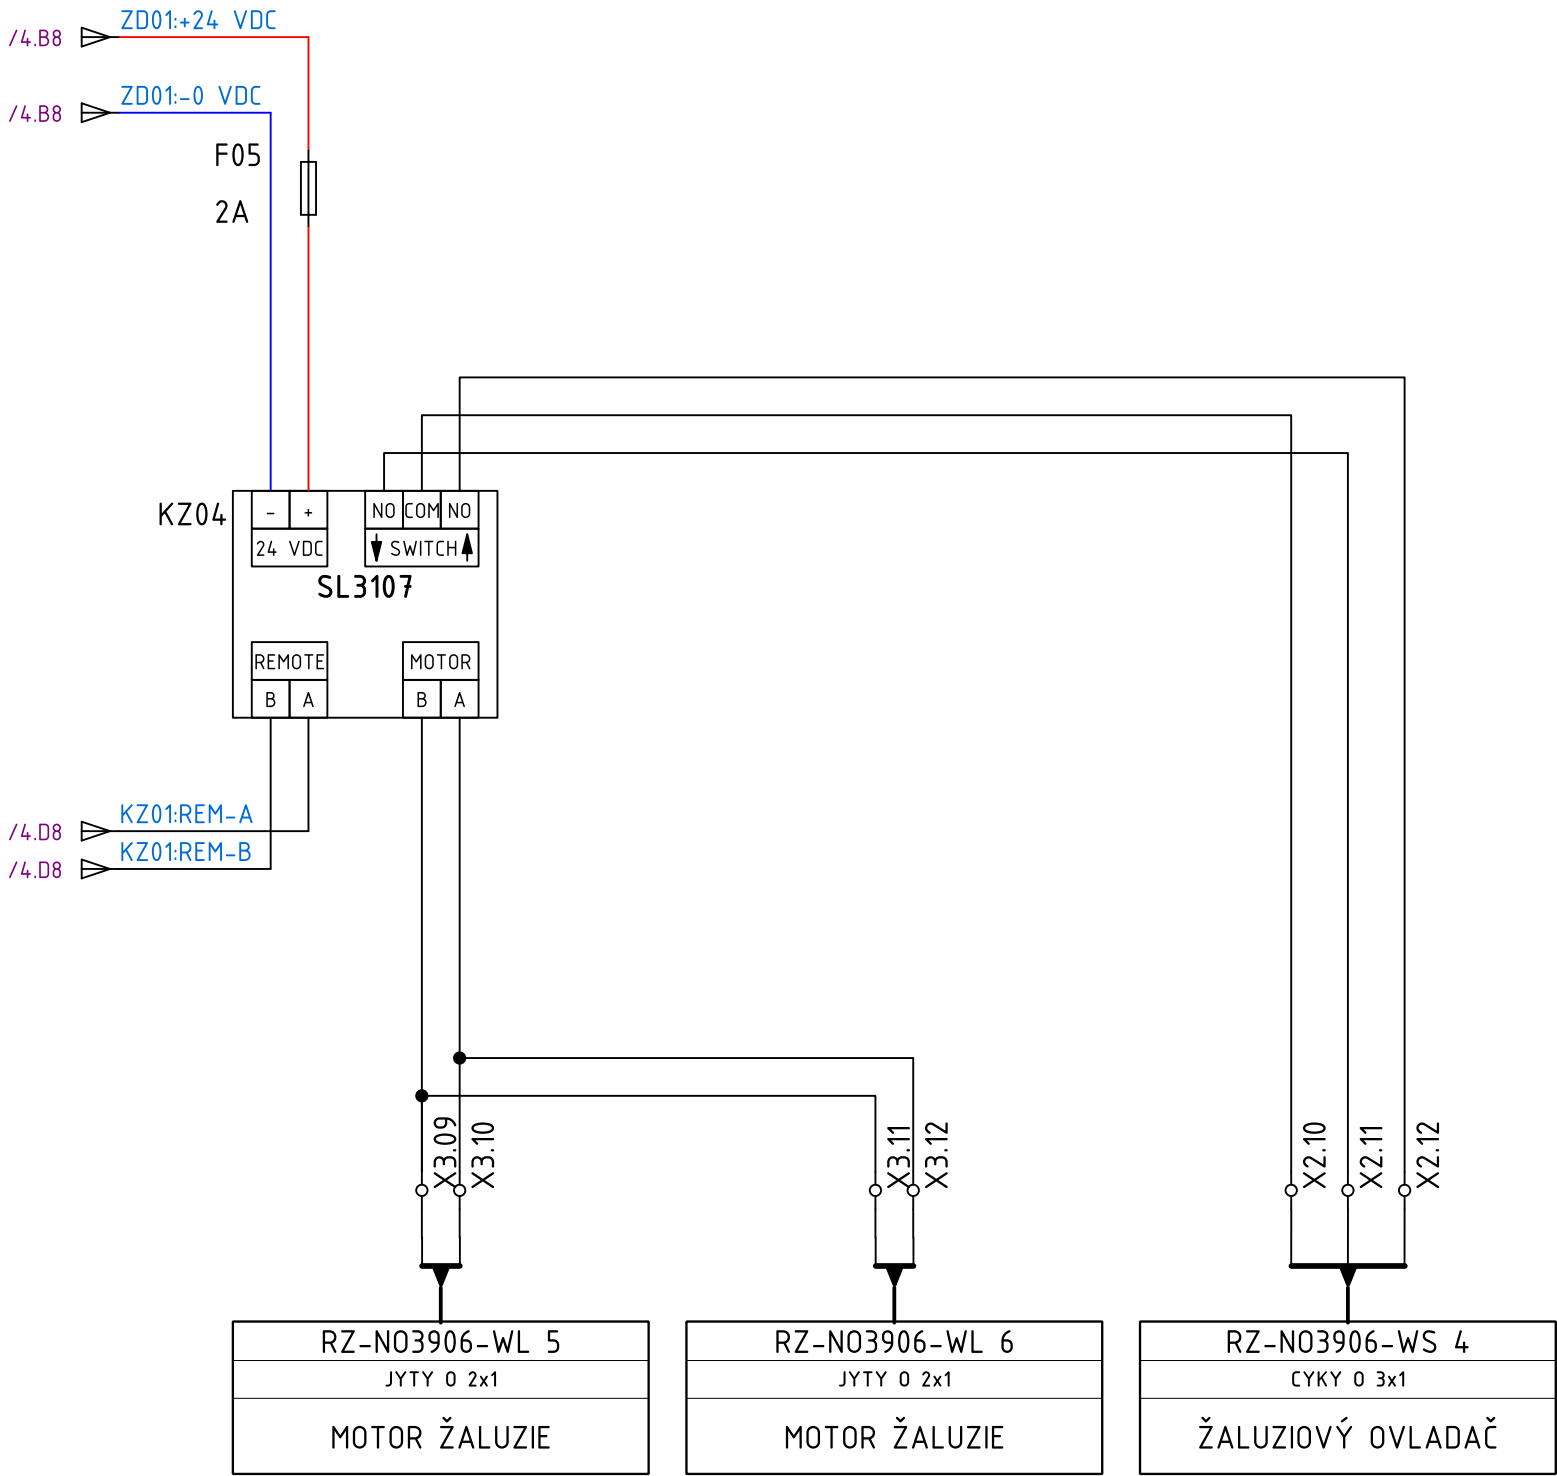 ZD01:+24 VDC
/4.B8
ZD01:-0 VDC
/4.B8
F05
2A
KZ04
- + NO COM NO
24 VDC SWITCH
SL3107
REMOTE MOTOR
B A B A
KZ01:REM-A
/4.D8
KZ01:REM-B
/4.D8
X3.09
X3.10
X3.11
X3.12
X2.10
X2.11
X2.12
RZ-NO3906-WL 5
JYTY O 2x1
MOTOR ŽALUZIE
RZ-NO3906-WL 6
JYTY O 2x1
MOTOR ŽALUZIE
RZ-NO3906-WS 4
CYKY O 3x1
ŽALUZIOVÝ OVLADAČ